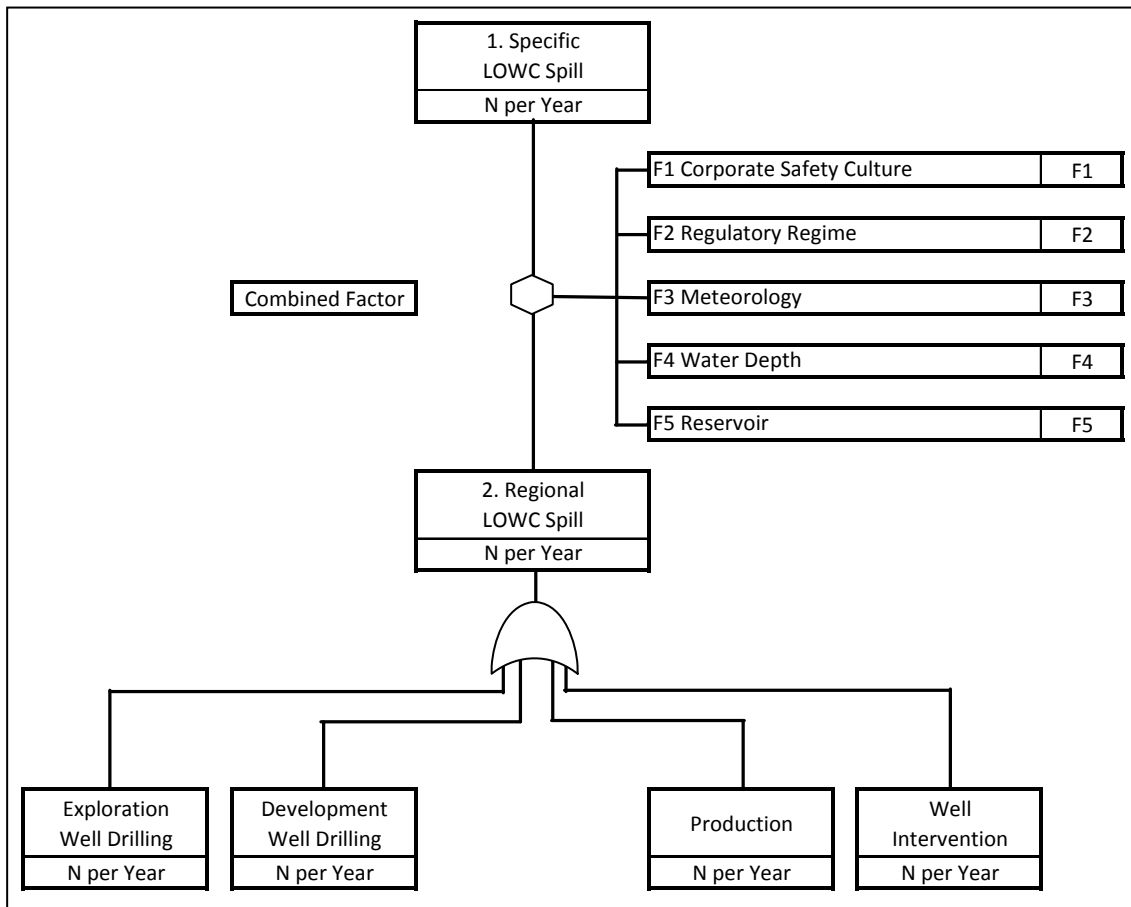 1. Specific
LOWC Spill
N per Year
F1 Corporate Safety Culture F1
F2 Regulatory Regime F2
Combined Factor
F3 Meteorology F3
F4 Water Depth F4
F5 Reservoir F5
2. Regional
LOWC Spill
N per Year
Exploration
Well Drilling
N per Year
Development
Well Drilling
N per Year
Production
N per Year
Well
Intervention
N per Year